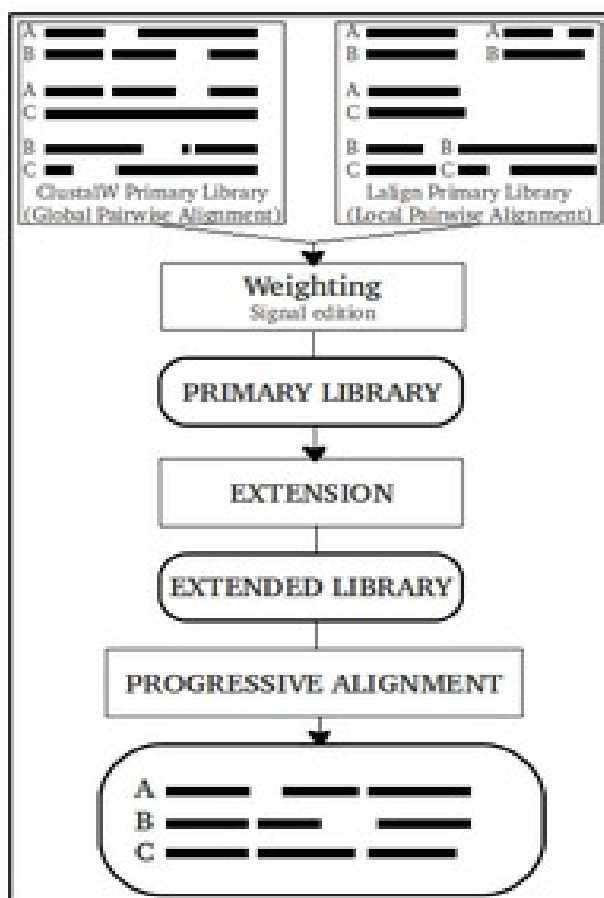 A
B
A
C
B
C
ClustalW Primary Library
(Global Pairwise Alignment)
A A
B B
A
C
B B
C C
Lalign Primary Library
(Local Pairwise Alignment)
Weighting
Signal edition
PRIMARY LIBRARY
EXTENSION
EXTENDED LIBRARY
PROGRESSIVE ALIGNMENT
A
B
C